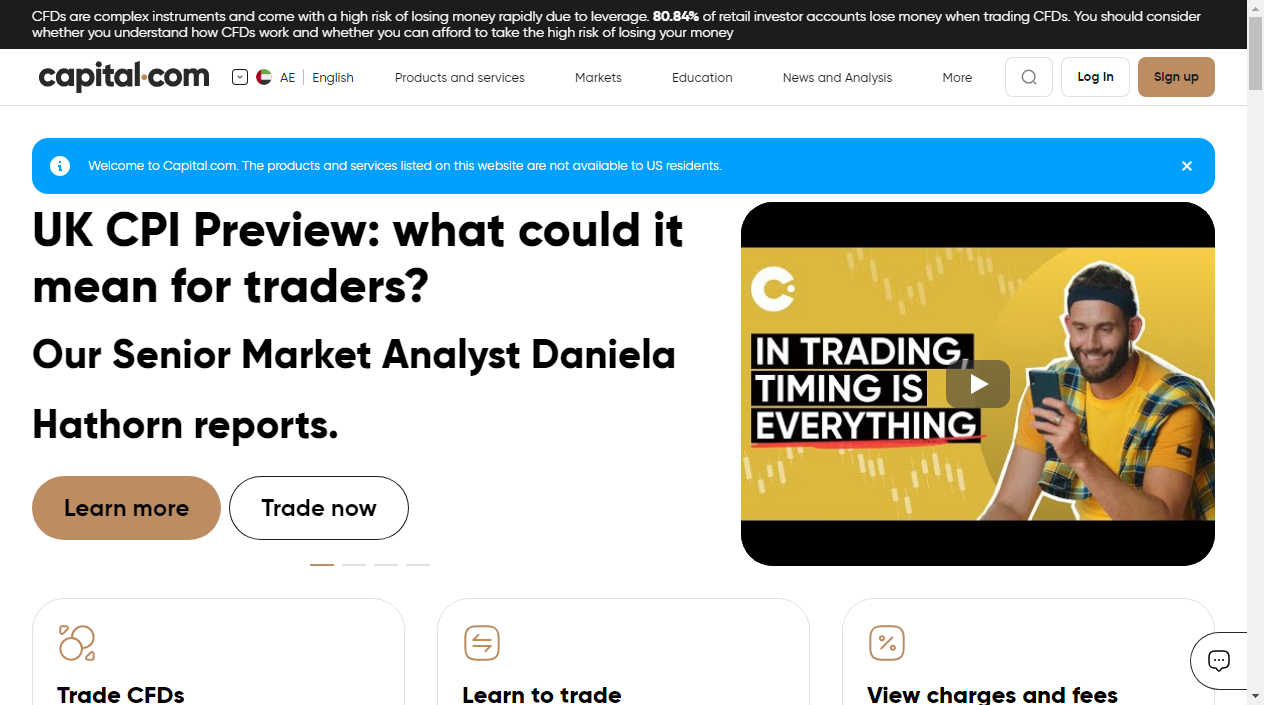 CFDs are complex instruments and come with a high risk of losing money rapidly due to leverage. 80.84% of retail investor accounts lose money when trading CFDs. You should consider
whether you understand how CFDs work and whether you can afford to take the high risk of losing your money
capital.com
AE
English
Products and services
Markets
Education
News and Analysis
More
Log In
Sign up
Welcome to Capital.com. The products and services listed on this website are not available to US residents.
UK CPI Preview: what could it
mean for traders?
Our Senior Market Analyst Daniela
Hathorn reports.
Learn more
Trade now
IN TRADING,
TIMING IS
EVERYTHING
Trade CFDs
Learn to trade
View charges and fees